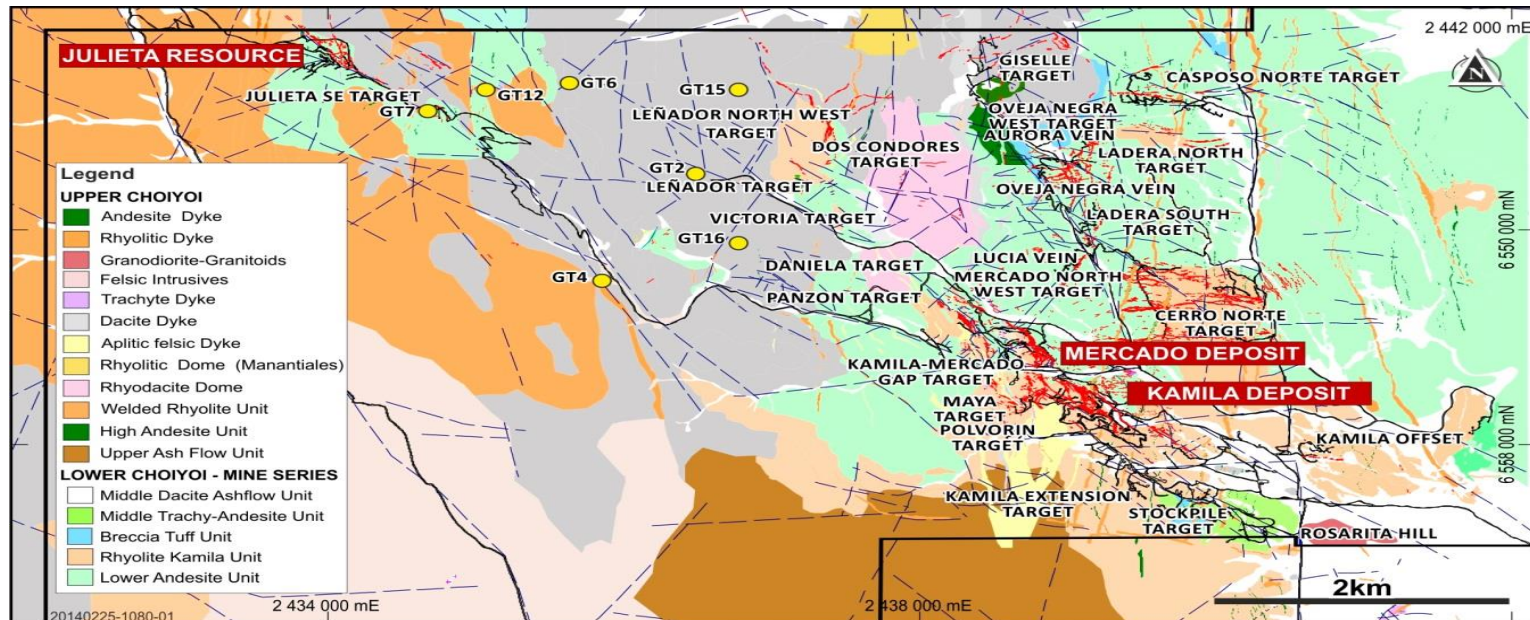 2 442 000 mE
JULIETA RESOURCE
GISELLE
TARGET
CASPOSO NORTE TARGET
N
JULIETA SE TARGET
GT7
GT12
GT6
GT15
LEÑADOR NORTH WEST
TARGET
OVEJA NEGRA
WEST TARGET
AURORA VEIN
DOS CONDORES
TARGET
LADERA NORTH
TARGET
GT2
LEÑADOR TARGET
OVEJA NEGRA VEIN
VICTORIA TARGET
LADERA SOUTH
TARGET
GT16
6 550 000 mN
LUCIA VEIN
DANIELA TARGET
MERCADO NORTH
WEST TARGET
GT4
PANZON TARGET
CERRO NORTE
TARGET
MERCADO DEPOSIT
KAMILA-MERCADO
GAP TARGET
KAMILA DEPOSIT
MAYA
TARGET
POLVORIN
TARGET
KAMILA OFFSET
6 558 000 mN
KAMILA EXTENSION
TARGET
STOCKPILE
TARGET
ROSARITA HILL
2km
Legend
UPPER CHOIYOI
Andesite Dyke
Rhyolitic Dyke
Granodiorite-Granitoids
Felsic Intrusives
Trachyte Dyke
Dacite Dyke
Aplitic felsic Dyke
Rhyolitic Dome (Manantiales)
Rhyodacite Dome
Welded Rhyolite Unit
High Andesite Unit
Upper Ash Flow Unit
LOWER CHOIYOI - MINE SERIES
Middle Dacite Ashflow Unit
Middle Trachy-Andesite Unit
Breccia Tuff Unit
Rhyolite Kamila Unit
Lower Andesite Unit
20140225-1080-01
2 434 000 mE
2 438 000 mE